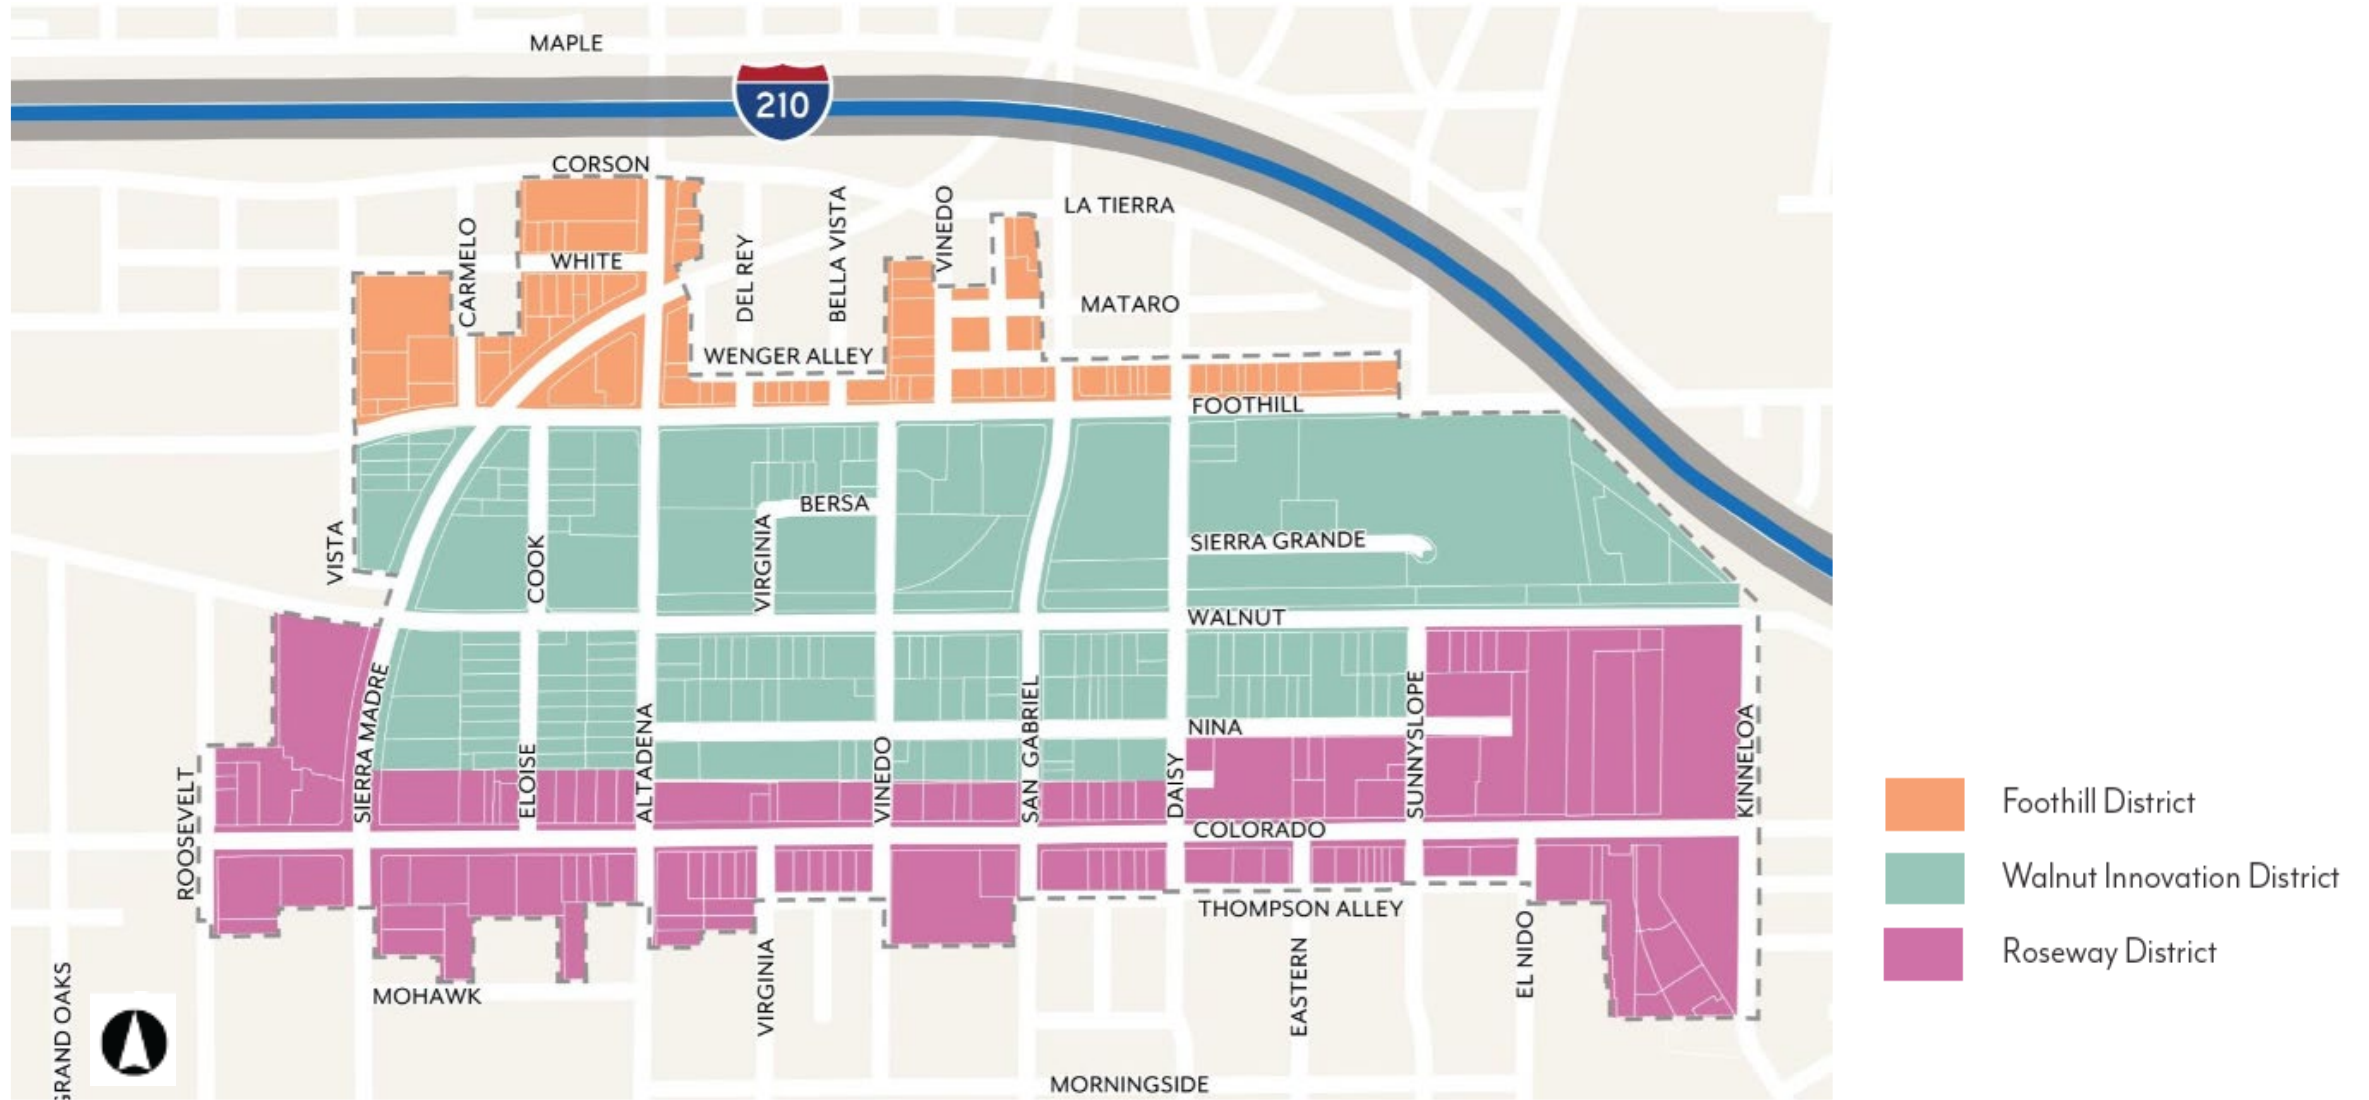 MAPLE
210
CORSON
CARMELO
WHITE
DEL REY
BELLA VISTA
VINEDO
LA TIERRA
MATARO
WENGER ALLEY
FOOTHILL
VISTA
COOK
VIRGINIA
BERSA
SIERRA GRANDE
WALNUT
SIERRA MADRE
ELOISE
ALTADENA
VINEDO
SAN GABRIEL
DAISY
NINA
SUNNYSLOPE
KINNELOA
ROOSEVELT
COLORADO
THOMPSON ALLEY
MOHAWK
VIRGINIA
EASTERN
EL NIDO
GRAND OAKS
MORNINGSIDE
Foothill District
Walnut Innovation District
Roseway District